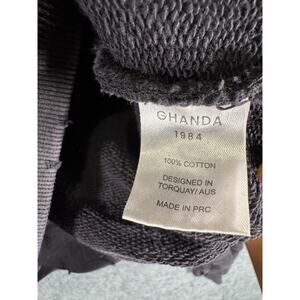 GHANDA
1984
100% COTTON
DESIGNED IN
TORQUAY/ AUS
MADE IN PRC